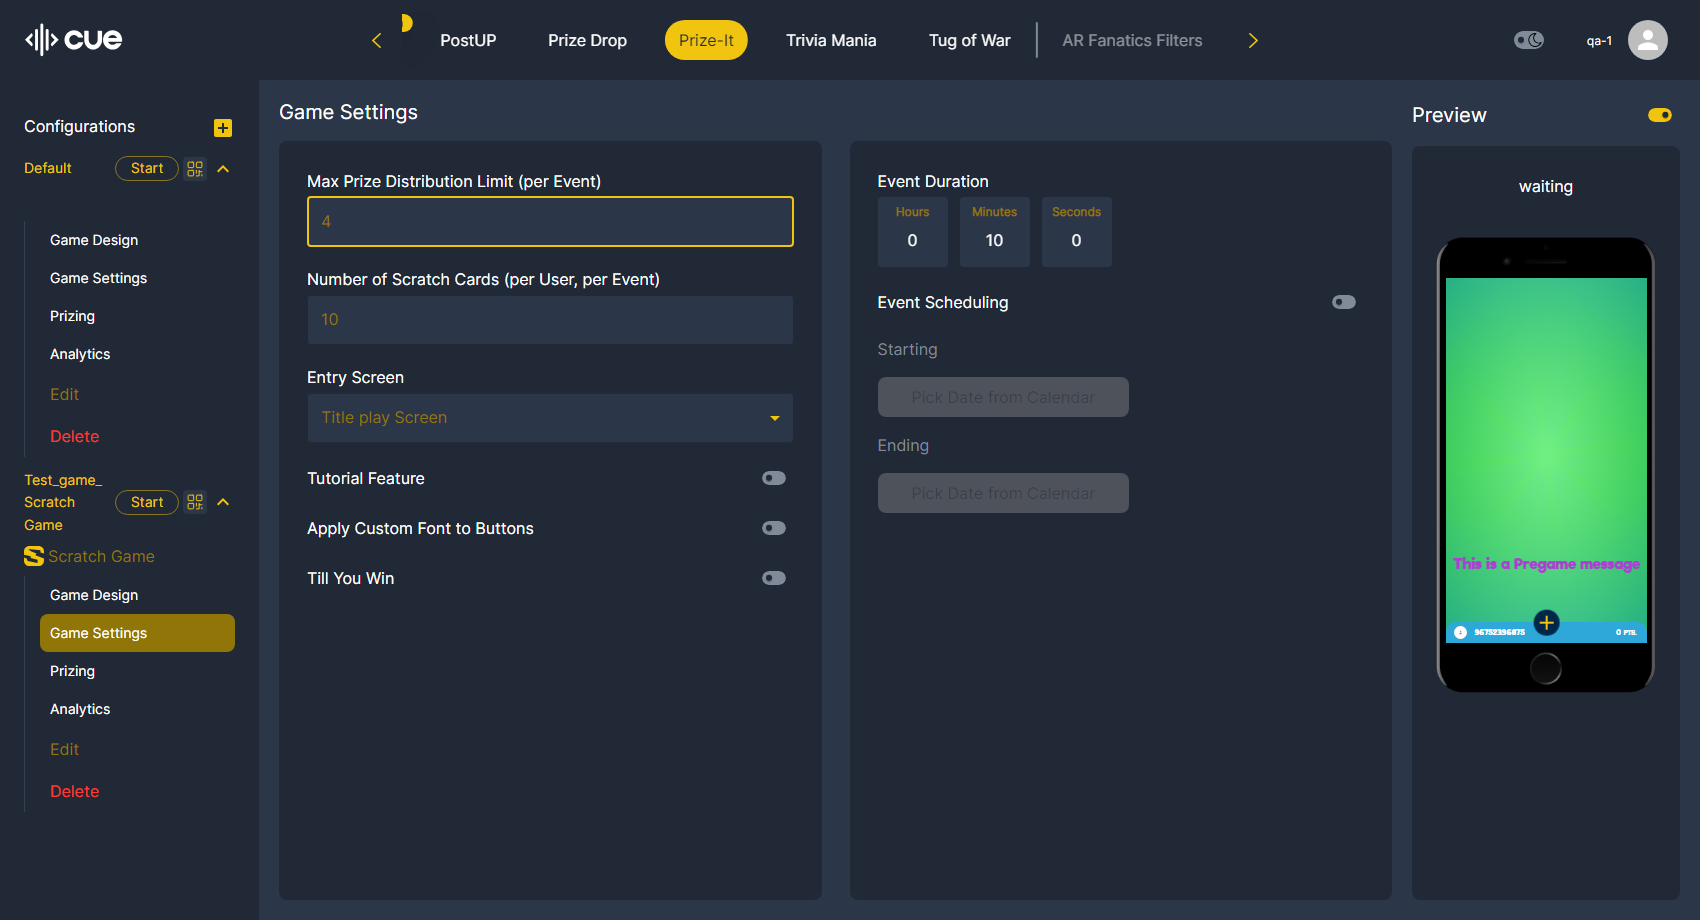 cue
PostUP
Prize Drop
Prize-It
Trivia Mania
Tug of War
AR Fanatics Filters
qa-1
Configurations
Default
Start
Game Design
Game Settings
Prizing
Analytics
Edit
Delete
Test_game_
Scratch
Game
Start
Scratch Game
Game Design
Game Settings
Prizing
Analytics
Edit
Delete
Game Settings
Max Prize Distribution Limit (per Event)
4
Number of Scratch Cards (per User, per Event)
10
Entry Screen
Title play Screen
Tutorial Feature
Apply Custom Font to Buttons
Till You Win
Event Duration
Hours
0
Minutes
10
Seconds
0
Event Scheduling
Starting
Pick Date from Calendar
Ending
Pick Date from Calendar
Preview
waiting
This is a Pregame message
96752396075
0 PTS.